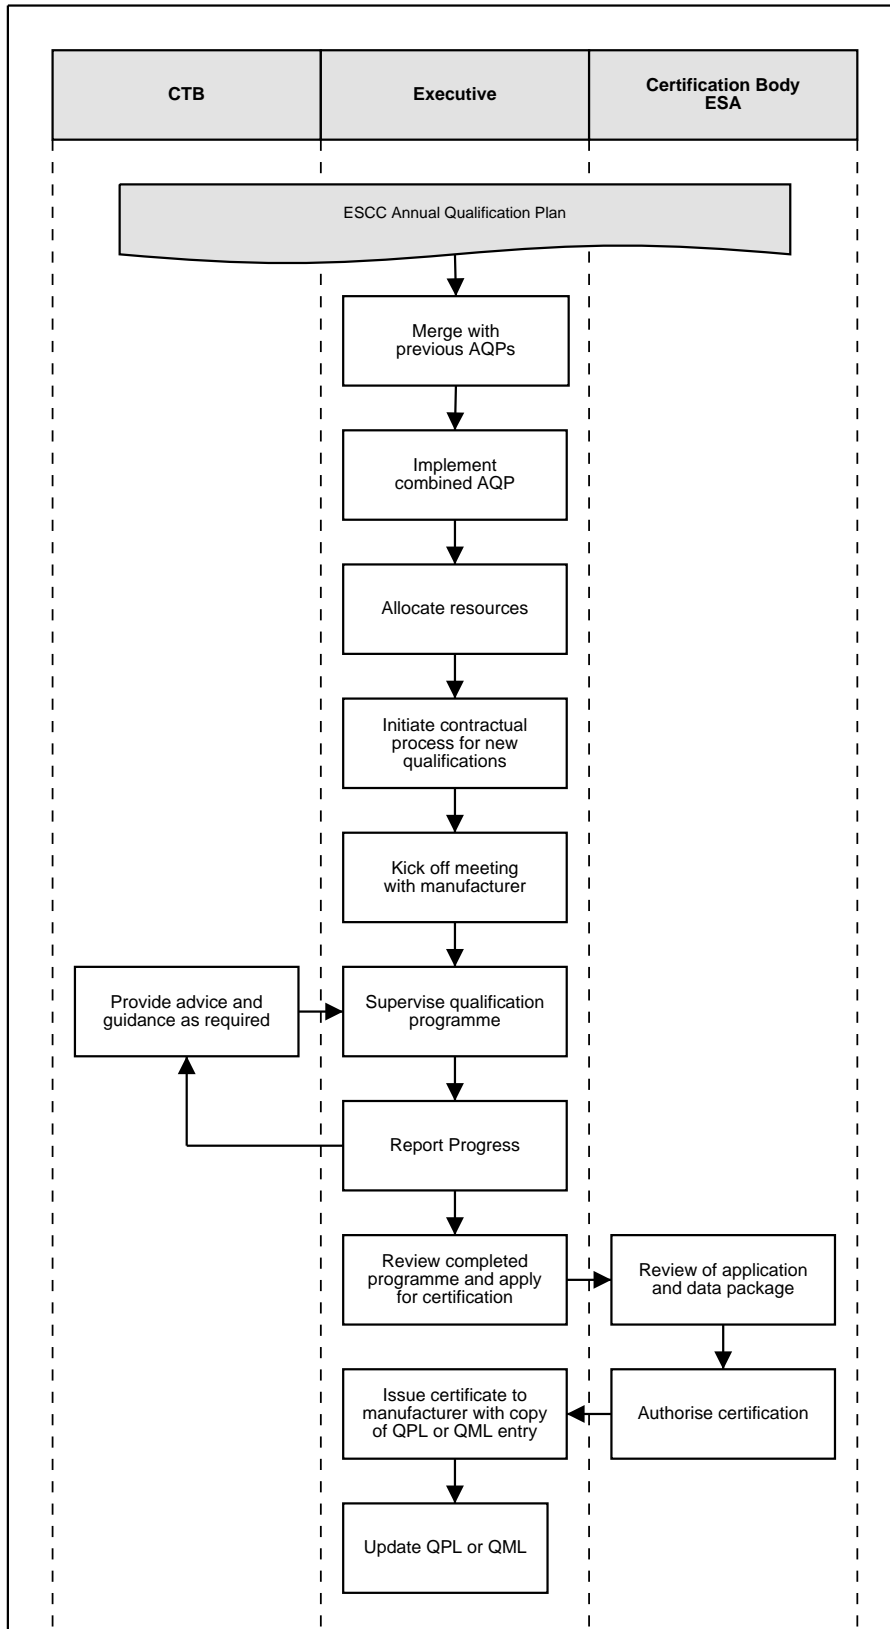 CTB
Executive
Certification Body
ESA
ESCC Annual Qualification Plan
Merge with
previous AQPs
Implement
combined AQP
Allocate resources
Initiate contractual
process for new
qualifications
Kick off meeting
with manufacturer
Provide advice and
guidance as required
Supervise qualification
programme
Report Progress
Review completed
programme and apply
for certification
Review of application
and data package
Issue certificate to
manufacturer with copy
of QPL or QML entry
Authorise certification
Update QPL or QML